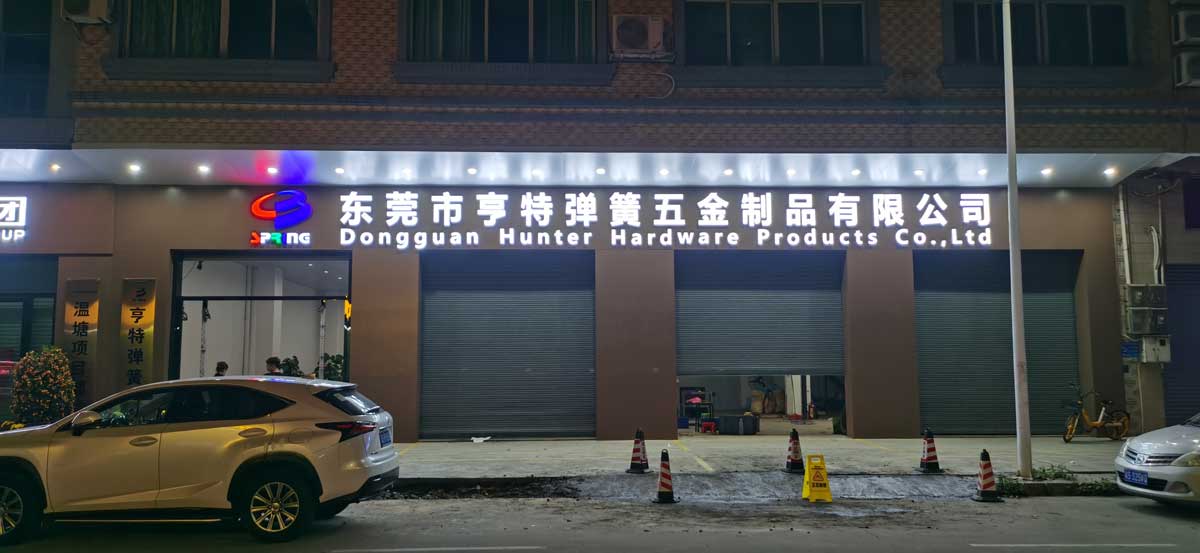 团
UP
SPRING
东莞市亨特弹簧五金制品有限公司
Dongguan Hunter Hardware Products Co.,Ltd
温塘项目
亨特弹簧